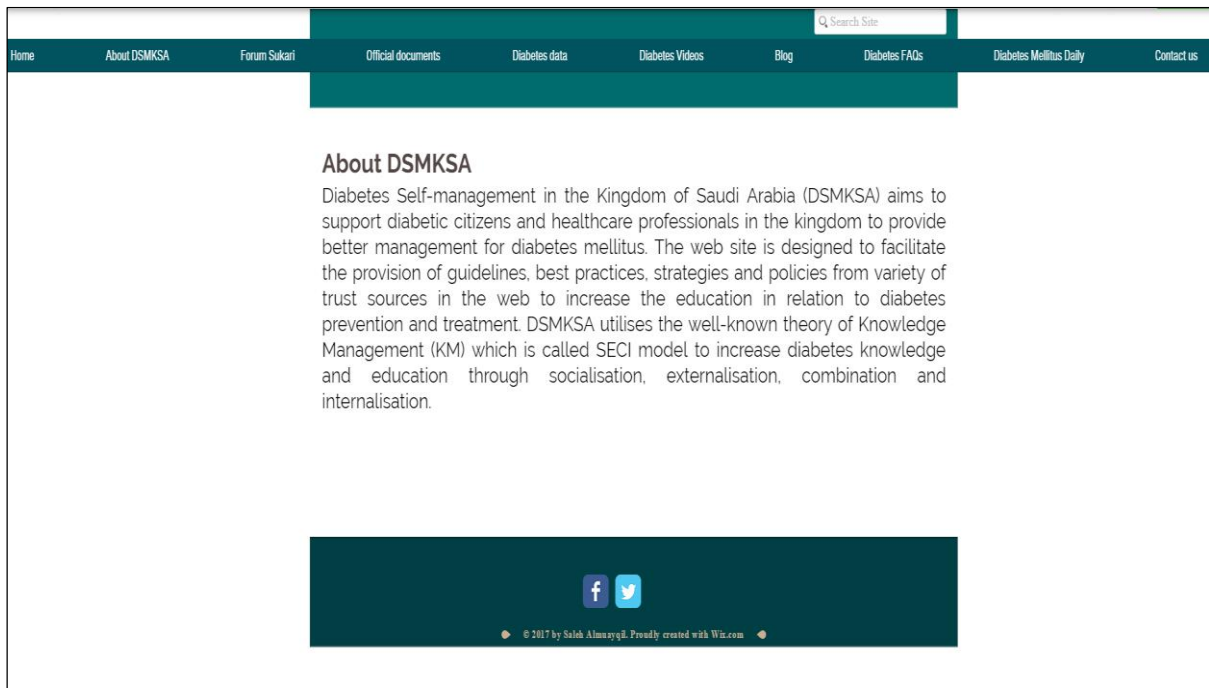 Search Site
Home About DSMKSA Forum Sukari Official documents Diabetes data Diabetes Videos Blog Diabetes FAQs Diabetes Mellitus Daily Contact us
About DSMKSA
Diabetes Self-management in the Kingdom of Saudi Arabia (DSMKSA) aims to
support diabetic citizens and healthcare professionals in the kingdom to provide
better management for diabetes mellitus. The web site is designed to facilitate
the provision of guidelines, best practices, strategies and policies from variety of
trust sources in the web to increase the education in relation to diabetes
prevention and treatment. DSMKSA utilises the well-known theory of Knowledge
Management (KM) which is called SECI model to increase diabetes knowledge
and education through socialisation, externalisation, combination and
internalisation.
© 2017 by Saleh Almuayqil. Proudly created with Wix.com